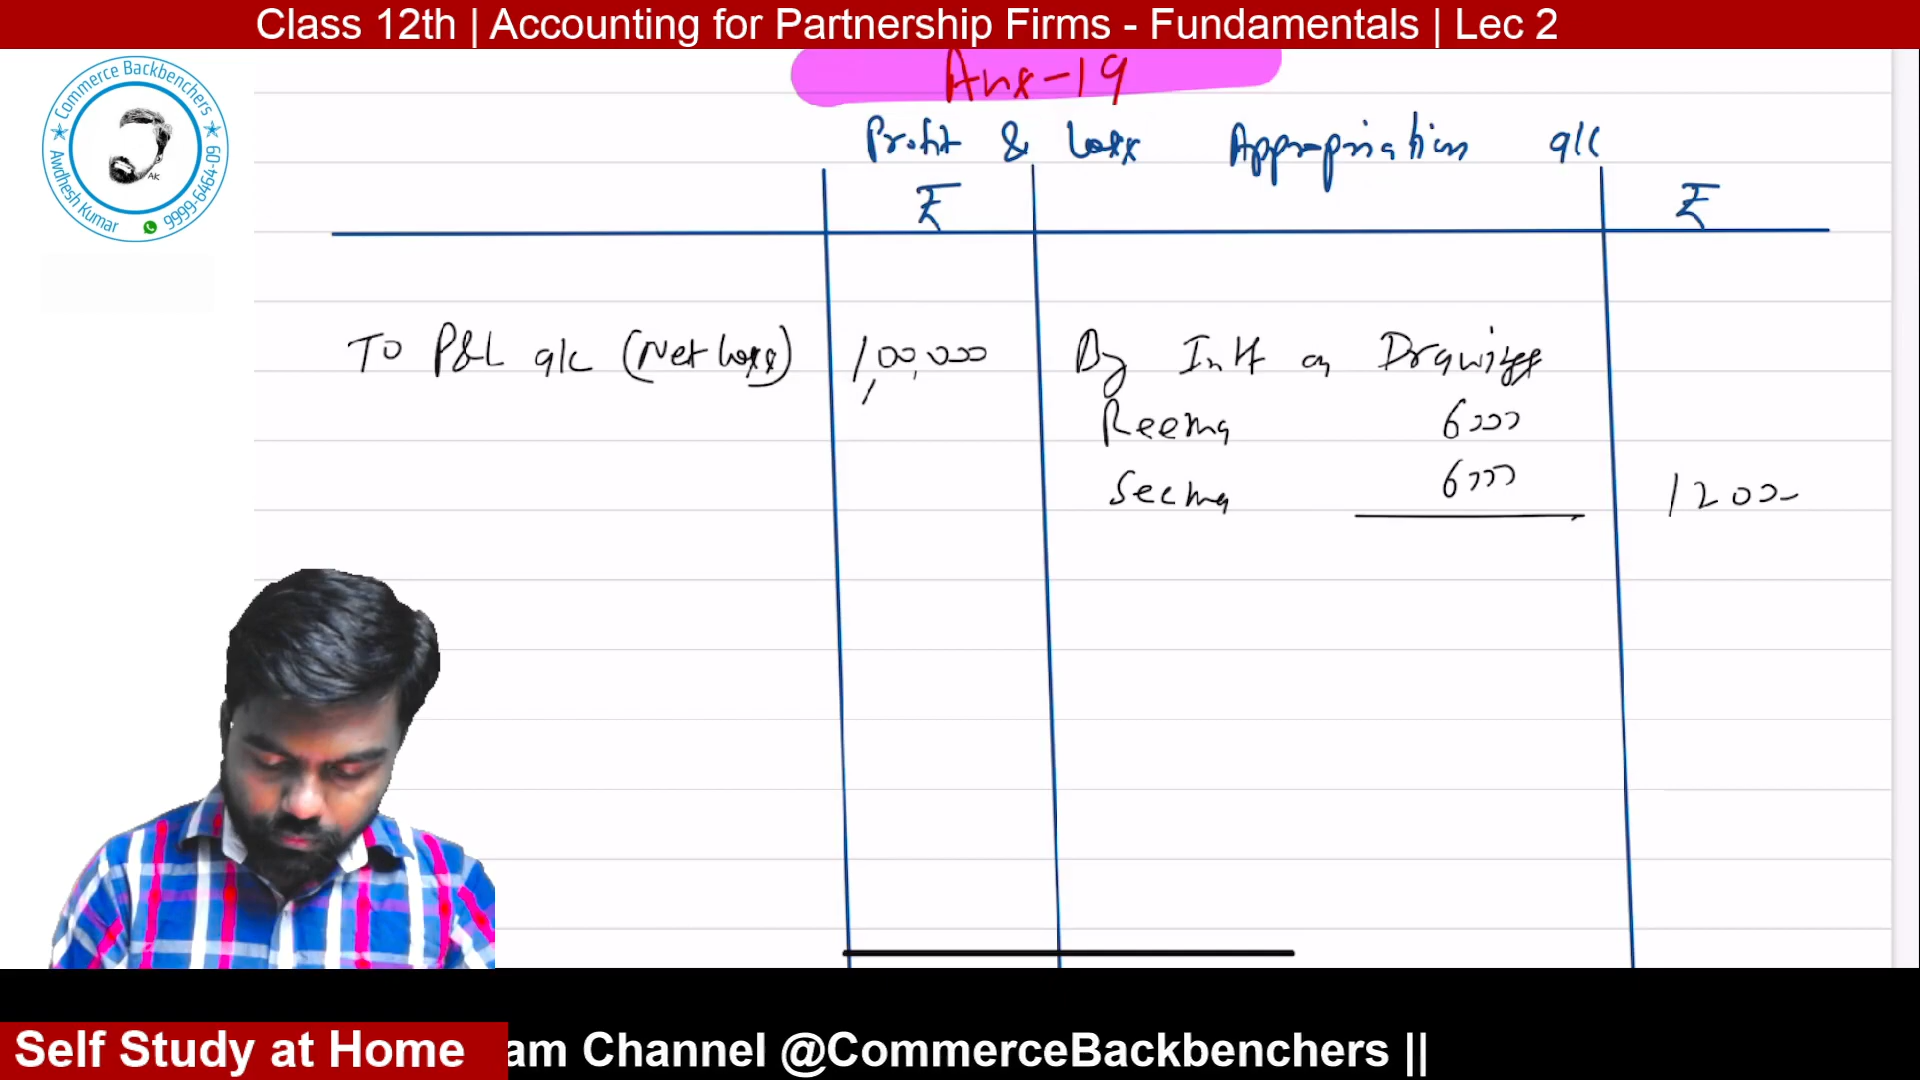 Class 12th | Accounting for Partnership Firms - Fundamentals | Lec 2
★ Commerce Backbenchers ★
AK
Awdhesh Kumar 9999-6464-09
Ans-19
Profit & Loss Appropriation a/c
₹ ₹
To P&L a/c (Net Loss) 1,00,000 By Intt on Drawings
Reema 6000
Seema 6000 12000
Self Study at Home am Channel @CommerceBackbenchers ||